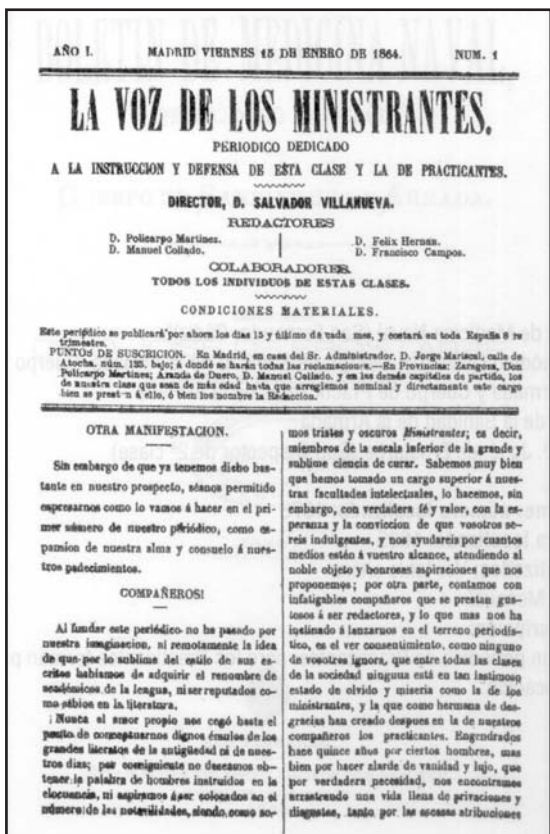 AÑO I. MADRID VIERNES 15 DE ENERO DE 1864. NUM. 1
LA VOZ DE LOS MINISTRANTES.
PERIODICO DEDICADO
A LA INSTRUCCION Y DEFENSA DE ESTA CLASE Y LA DE PRACTICANTES.
DIRECTOR, D. SALVADOR VILLANUEVA.
REDACTORES
D. Policarpo Martinez.
D. Manuel Collado.
D. Felix Hernan.
D. Francisco Campos.
COLABORADORES.
TODOS LOS INDIVIDUOS DE ESTAS CLASES.
CONDICIONES MATERIALES.
Este periódico se publicará por ahora los dias 15 y último de cada mes, y costará en toda España 8 rs
trimestre.
PUNTOS DE SUSCRICION. En Madrid, en casa del Sr. Administrador, D. Jorge Mariscal, calle de
Atocha, núm. 135, bajo; á donde se harán todas las reclamaciones.—En Provincias: Zaragoza, Don
Policarpo Martinez; Aranda de Duero, D. Manuel Collado, y en las demás capitales de partido, los
de nuestra clase que sean de más edad hasta que arreglemos nominal y directamente este cargo
bien se prest n á ello, ó bien los nombre la Redaccion.
OTRA MANIFESTACION.
Sin embargo de que ya tenemos dicho bas-
tante en nuestro prospecto, séanos permitido
espresarnos como lo vamos á hacer en el pri-
mer número de nuestro périódico, como es-
pansion de nuestra alma y consuelo á nues-
tros padecimientos.
COMPAÑEROS!
Al fundar este periódico no ha pasado por
nuestra imaginacion, ni remotamente la idea
de que por lo sublime del estilo de sus es-
critos habiamos de adquirir el renombre de
académicos de la lengua, ni ser reputados co-
mo sábios en la literatura.
¡Nunca el amor propio nos cegó hasta el
punto de conceptuarnos dignos émulos de los
grandes literatos de la antigüedad ni de nues-
tros dias; por consiguiente no deseamos ob-
tener la palabra de hombres instruidos en la
elocuencia, ni aspiramos á ser colocados en el
número de las notavilidades, siendo como so-
mos tristes y oscuros Ministrantes; es decir,
miembros de la escala inferior de la grande y
sublime ciencia de curar. Sabemos muy bien
que hemos tomado un cargo superior á nues-
tras facultades intelectuales, lo hacemos, sin
embargo, con verdadera fé y valor, con la es-
peranza y la conviccion de que vosotros se-
reis indulgentes, y nos ayudareis por cuantos
medios estén á vuestro alcance, atendiendo al
noble objeto y honrosas aspiraciones que nos
proponemos; por otra parte, contamos con
infatigables compañeros que se prestan gus-
tosos á ser redactores, y lo que mas nos ha
inclinado á lanzarnos en el terreno periodís-
tico, es el ver consentimiento, como ninguno
de vosotros ignora, que entre todas las clases
de la sociedad ninguna está en tan lastimoso
estado de olvido y miseria como la de los
ministrantes, y la que como hermana de des-
gracias han creado despues en la de nuestros
compañeros los practicantes. Engendrados
hace quince años por ciertos hombres, mas
bien por hacer alarde de vanidad y lujo, que
por verdadera necesidad, nos encontramos
arrastrando una vida llena de privaciones y
disgustos, tanto por las escasas atribuciones